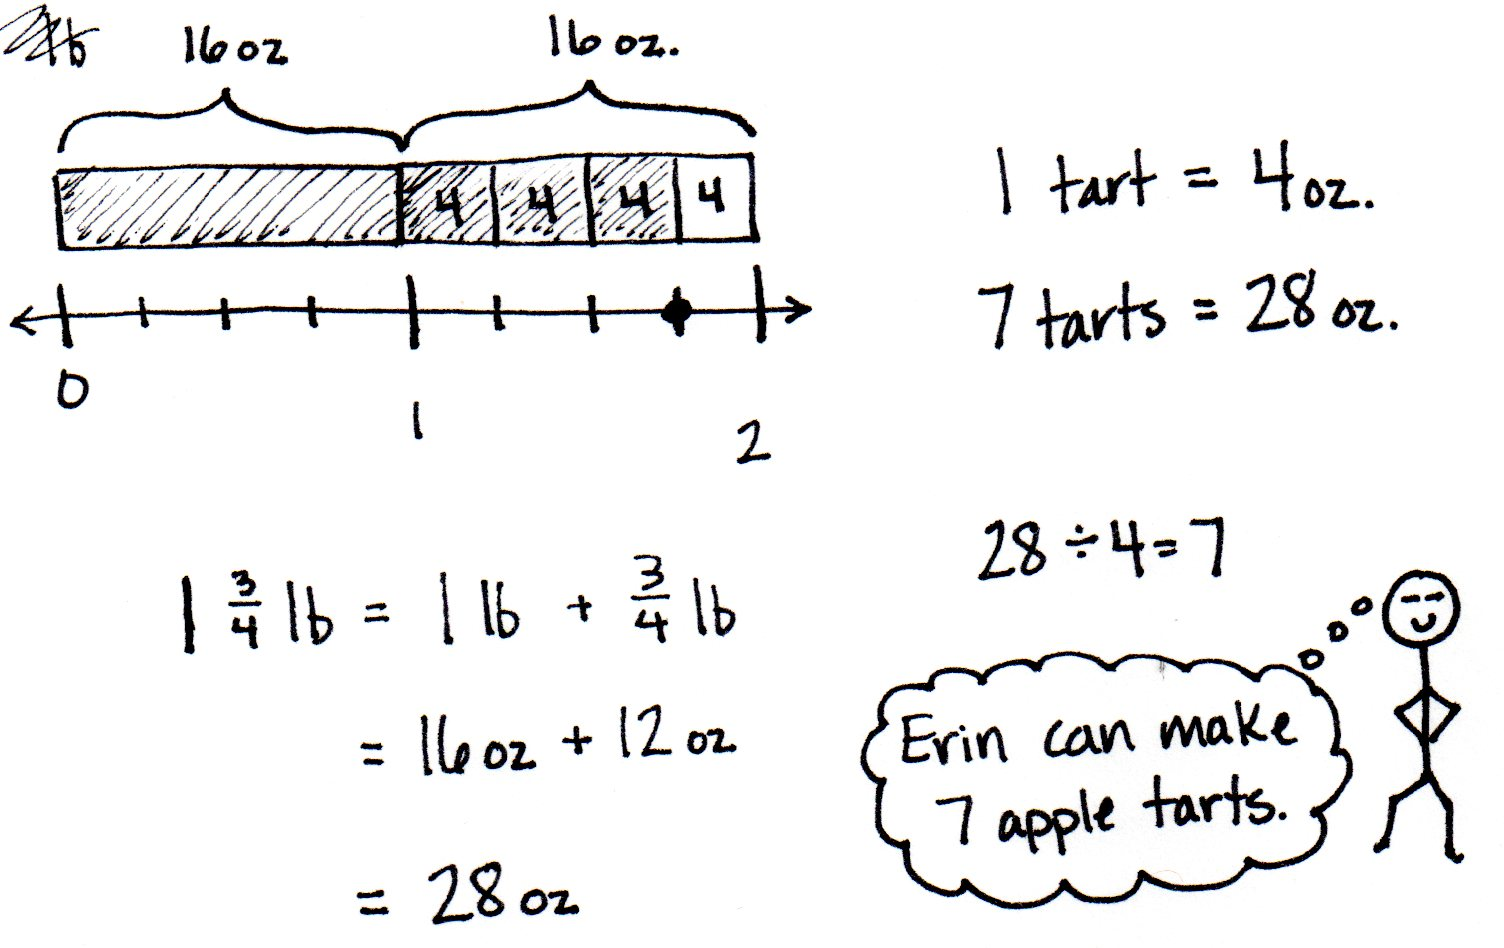 16 oz 16 oz.
4 4 4 4
0 1 2
1 tart = 4 oz.
7 tarts = 28 oz.
1 3/4 lb = 1 lb + 3/4 lb
= 16 oz + 12 oz
= 28 oz
28 ÷ 4 = 7
Erin can make
7 apple tarts.